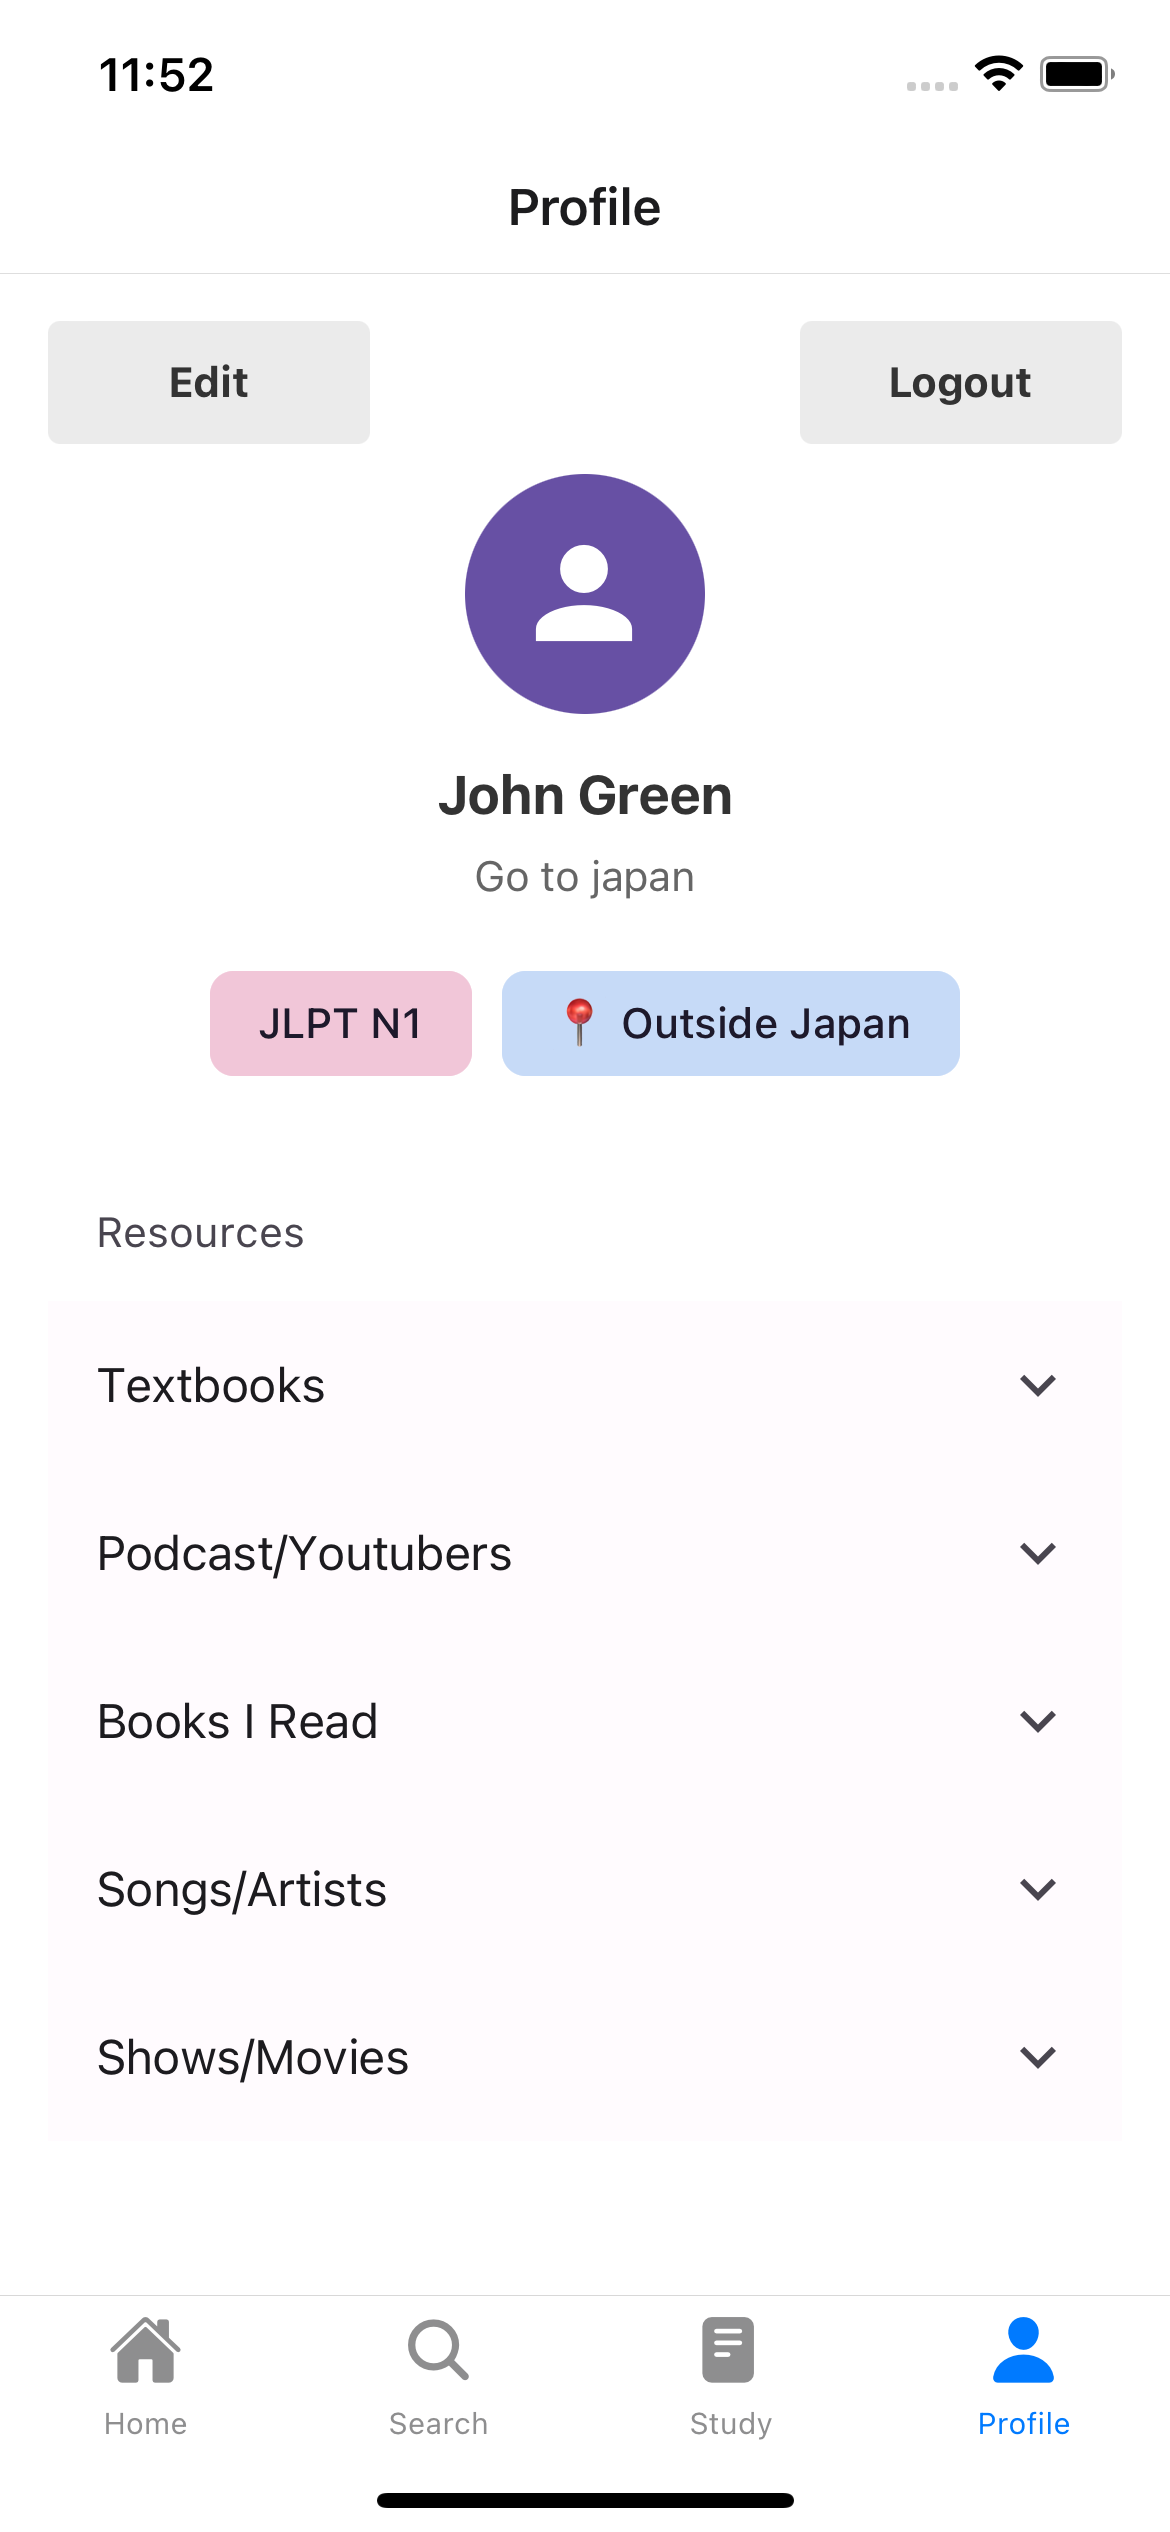 11:52
Profile
Edit
Logout
John Green
Go to japan
JLPT N1
📍 Outside Japan
Resources
Textbooks
Podcast/Youtubers
Books I Read
Songs/Artists
Shows/Movies
Home
Search
Study
Profile